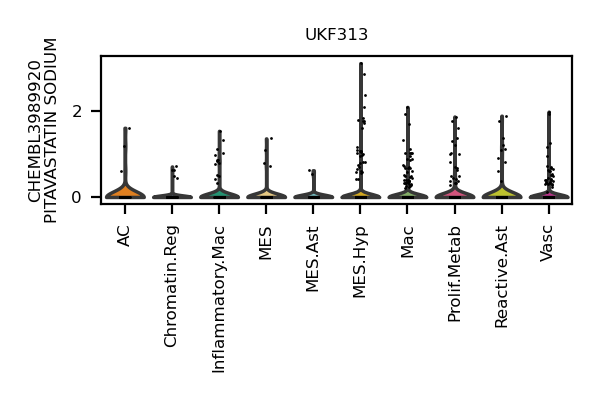 UKF313
CHEMBL3989920
PITAVASTATIN SODIUM
2
0
AC
Chromatin.Reg
Inflammatory.Mac
MES
MES.Ast
MES.Hyp
Mac
Prolif.Metab
Reactive.Ast
Vasc